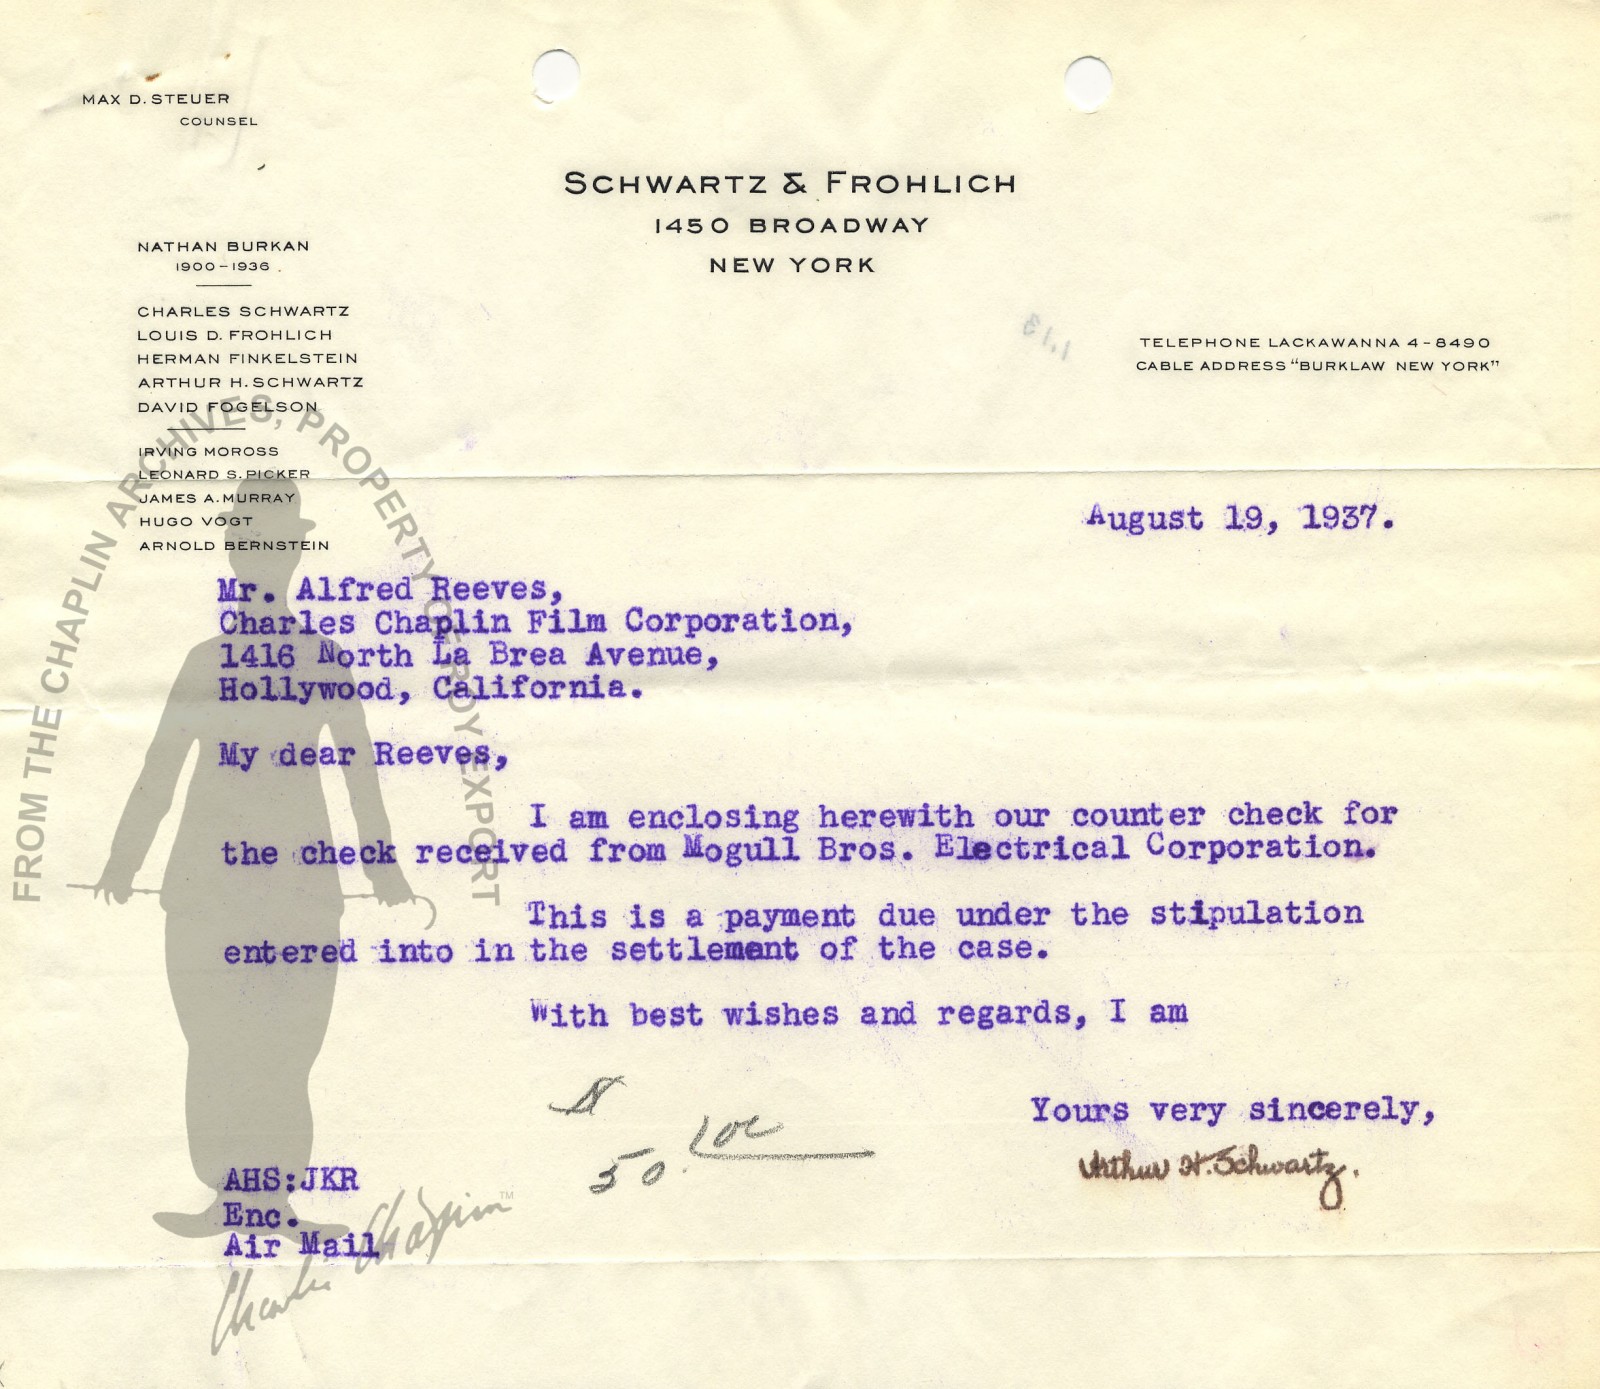 MAX D. STEUER
COUNSEL
SCHWARTZ & FROHLICH
1450 BROADWAY
NEW YORK
NATHAN BURKAN
1900-1936
CHARLES SCHWARTZ
LOUIS D. FROHLICH
HERMAN FINKELSTEIN
ARTHUR H. SCHWARTZ
DAVID FOGELSON
IRVING MOROSS
LEONARD S. PICKER
JAMES A. MURRAY
HUGO VOGT
ARNOLD BERNSTEIN
TELEPHONE LACKAWANNA 4-8490
CABLE ADDRESS "BURKLAW NEW YORK"
August 19, 1937.
Mr. Alfred Reeves,
Charles Chaplin Film Corporation,
1416 North La Brea Avenue,
Hollywood, California.
My dear Reeves,
I am enclosing herewith our counter check for
the check received from Mogull Bros. Electrical Corporation.
This is a payment due under the stipulation
entered into in the settlement of the case.
With best wishes and regards, I am
Yours very sincerely,
Arthur H. Schwartz.
50.
AHS:JKR
Enc.
Air Mail
FROM THE CHAPLIN ARCHIVES, PROPERTY OF ROY EXPORT
Charlie Chaplin™